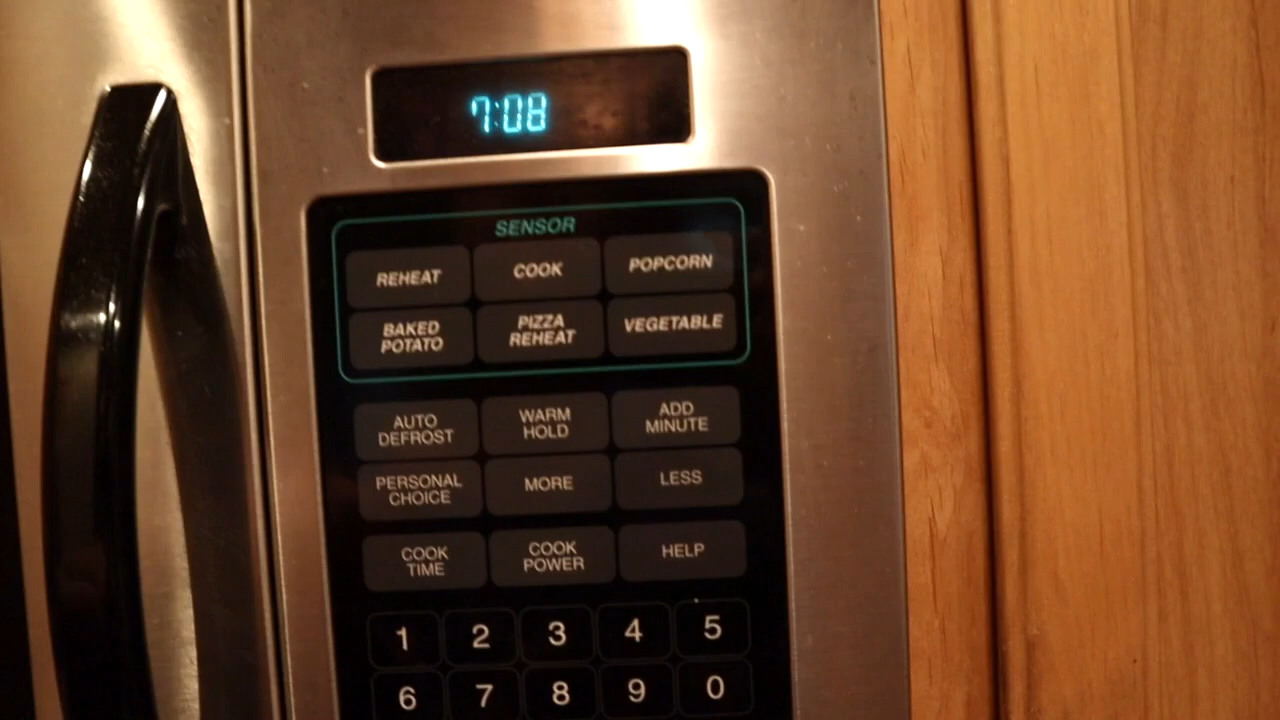 7:08
SENSOR
REHEAT
COOK
POPCORN
BAKED
POTATO
PIZZA
REHEAT
VEGETABLE
AUTO
DEFROST
WARM
HOLD
ADD
MINUTE
PERSONAL
CHOICE
MORE
LESS
COOK
TIME
COOK
POWER
HELP
1 2 3 4 5
6 7 8 9 0